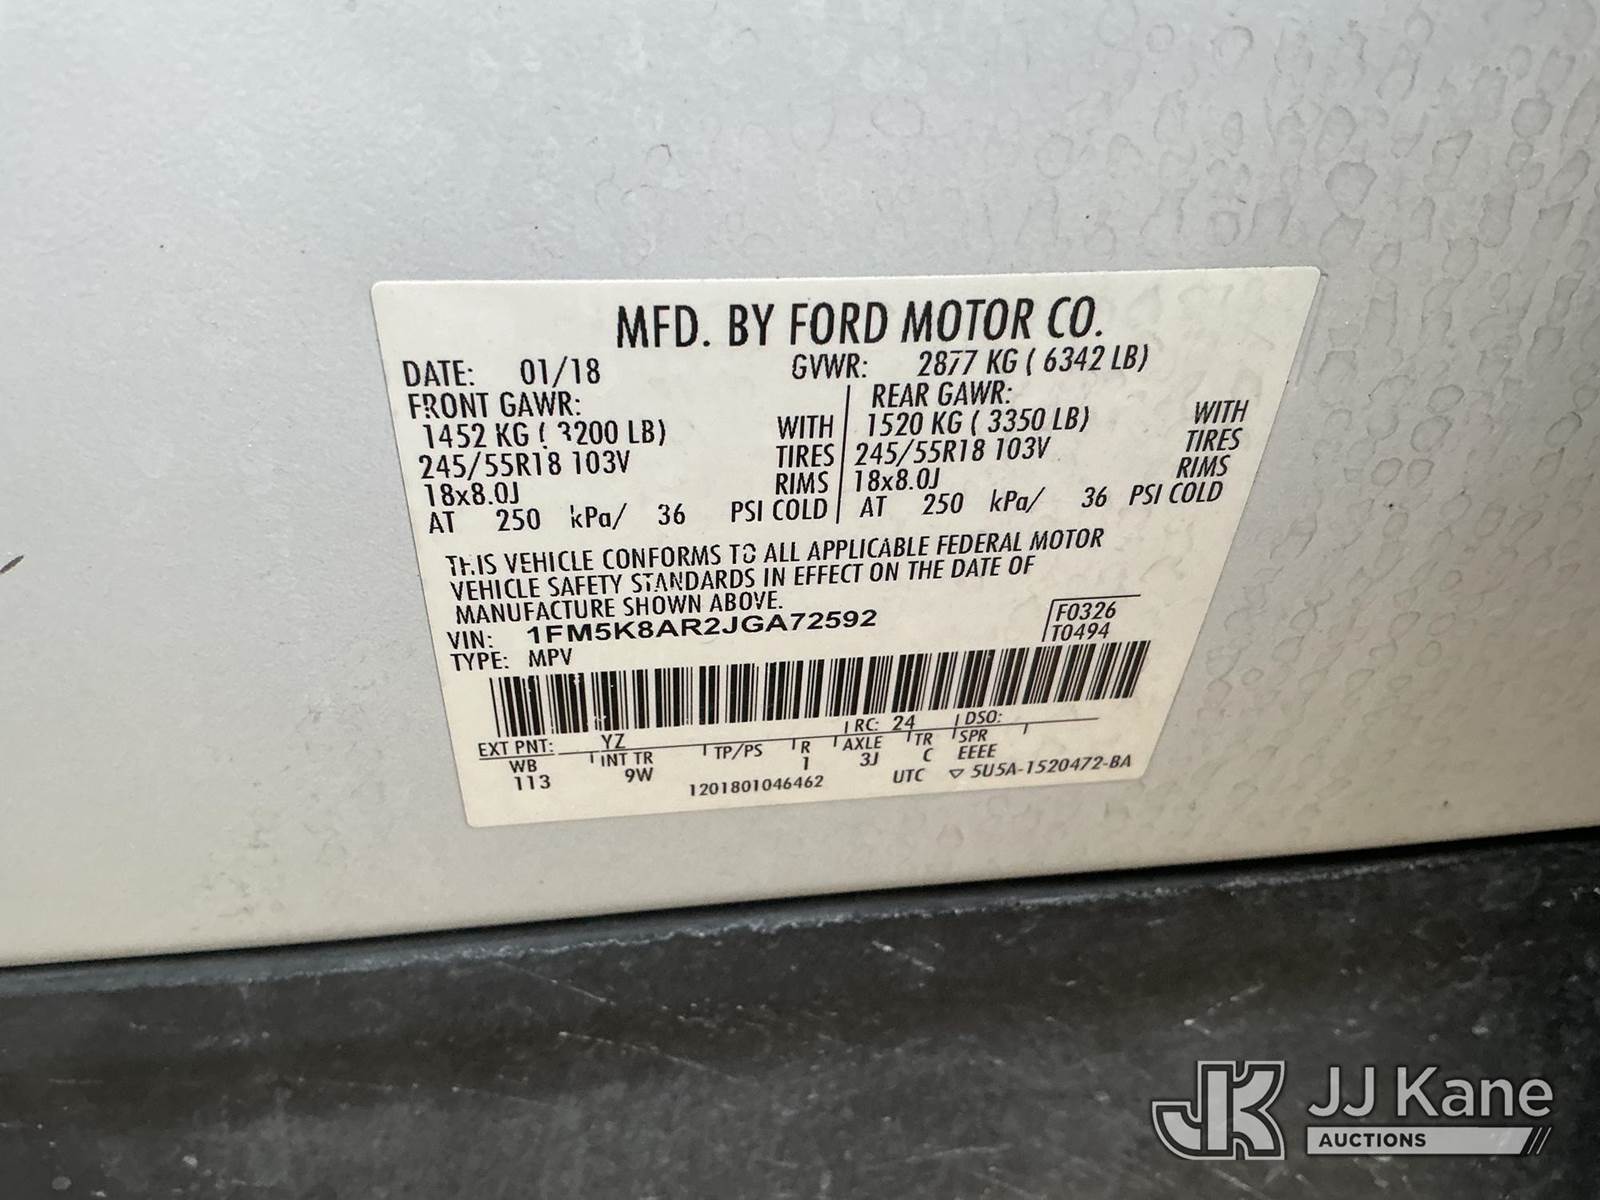 MFD. BY FORD MOTOR CO.
DATE: 01/18 GVWR: 2877 KG ( 6342 LB)
FRONT GAWR: REAR GAWR:
1452 KG ( 3200 LB) WITH 1520 KG ( 3350 LB) WITH
245/55R18 103V TIRES 245/55R18 103V TIRES
18x8.0J RIMS 18x8.0J RIMS
AT 250 kPa/ 36 PSI COLD AT 250 kPa/ 36 PSI COLD
THIS VEHICLE CONFORMS TO ALL APPLICABLE FEDERAL MOTOR
VEHICLE SAFETY STANDARDS IN EFFECT ON THE DATE OF
MANUFACTURE SHOWN ABOVE.
VIN: 1FM5K8AR2JGA72592 F0326
TYPE: MPV T0494
EXT PNT: YZ RC: 24 DSO:
WB INT TR TP/PS R AXLE TR SPR
113 9W 1 3J C EEEE
1201801046462 UTC ▽ 5U5A-1520472-BA
JK JJ Kane
AUCTIONS